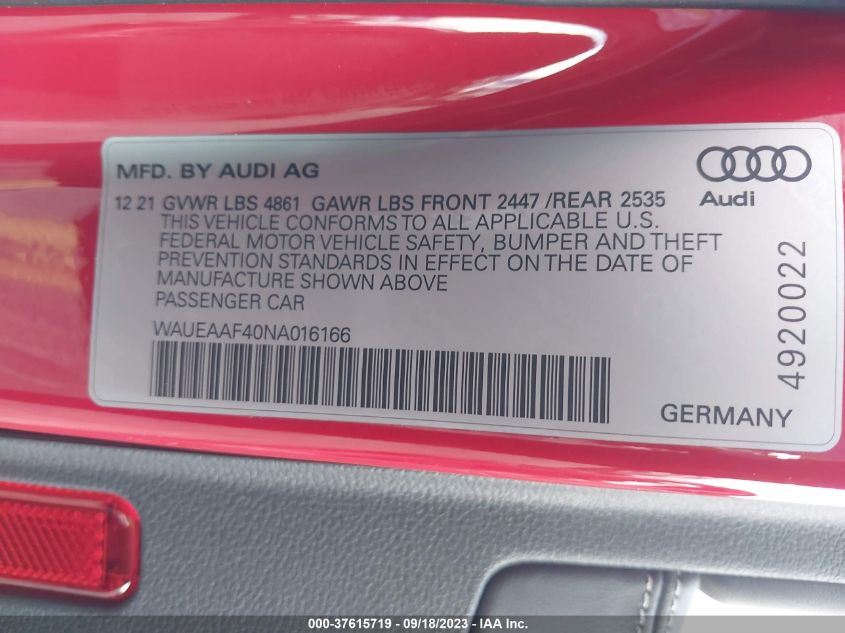 MFD. BY AUDI AG
Audi
12 21 GVWR LBS 4861 GAWR LBS FRONT 2447 /REAR 2535
THIS VEHICLE CONFORMS TO ALL APPLICABLE U.S.
FEDERAL MOTOR VEHICLE SAFETY, BUMPER AND THEFT
PREVENTION STANDARDS IN EFFECT ON THE DATE OF
MANUFACTURE SHOWN ABOVE
PASSENGER CAR
WAUEAAF40NA016166
4920022
GERMANY
000-37615719 - 09/18/2023 - IAA Inc.